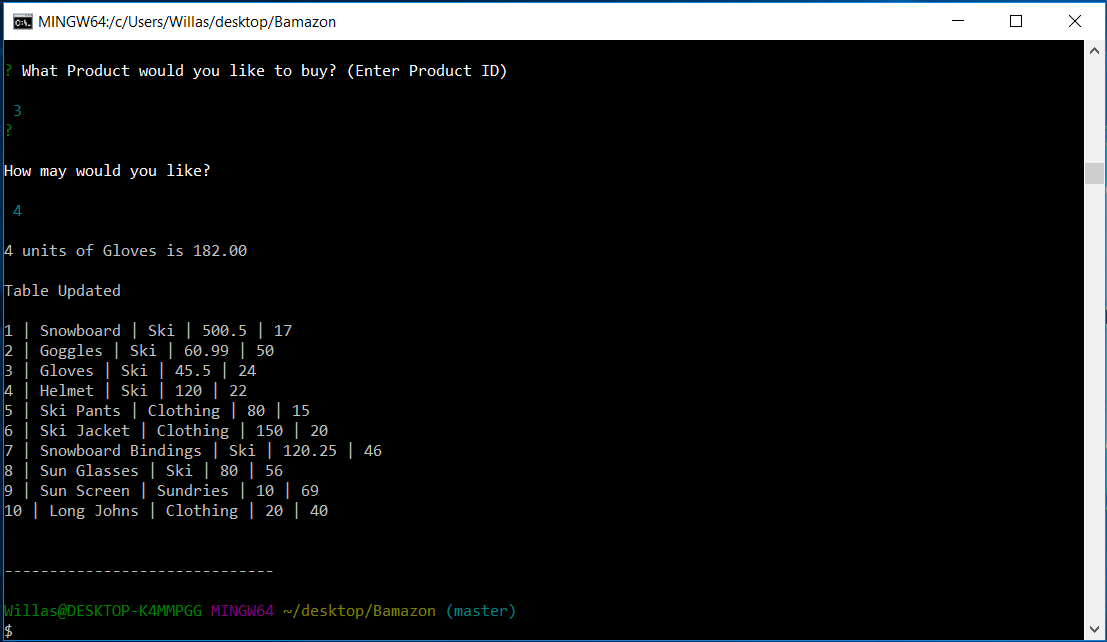 MINGW64:/c/Users/Willas/desktop/Bamazon
? What Product would you like to buy? (Enter Product ID)
3
?
How may would you like?
4
4 units of Gloves is 182.00
Table Updated
1 | Snowboard | Ski | 500.5 | 17
2 | Goggles | Ski | 60.99 | 50
3 | Gloves | Ski | 45.5 | 24
4 | Helmet | Ski | 120 | 22
5 | Ski Pants | Clothing | 80 | 15
6 | Ski Jacket | Clothing | 150 | 20
7 | Snowboard Bindings | Ski | 120.25 | 46
8 | Sun Glasses | Ski | 80 | 56
9 | Sun Screen | Sundries | 10 | 69
10 | Long Johns | Clothing | 20 | 40
------------------------------
Willas@DESKTOP-K4MMPGG MINGW64 ~/desktop/Bamazon (master)
$